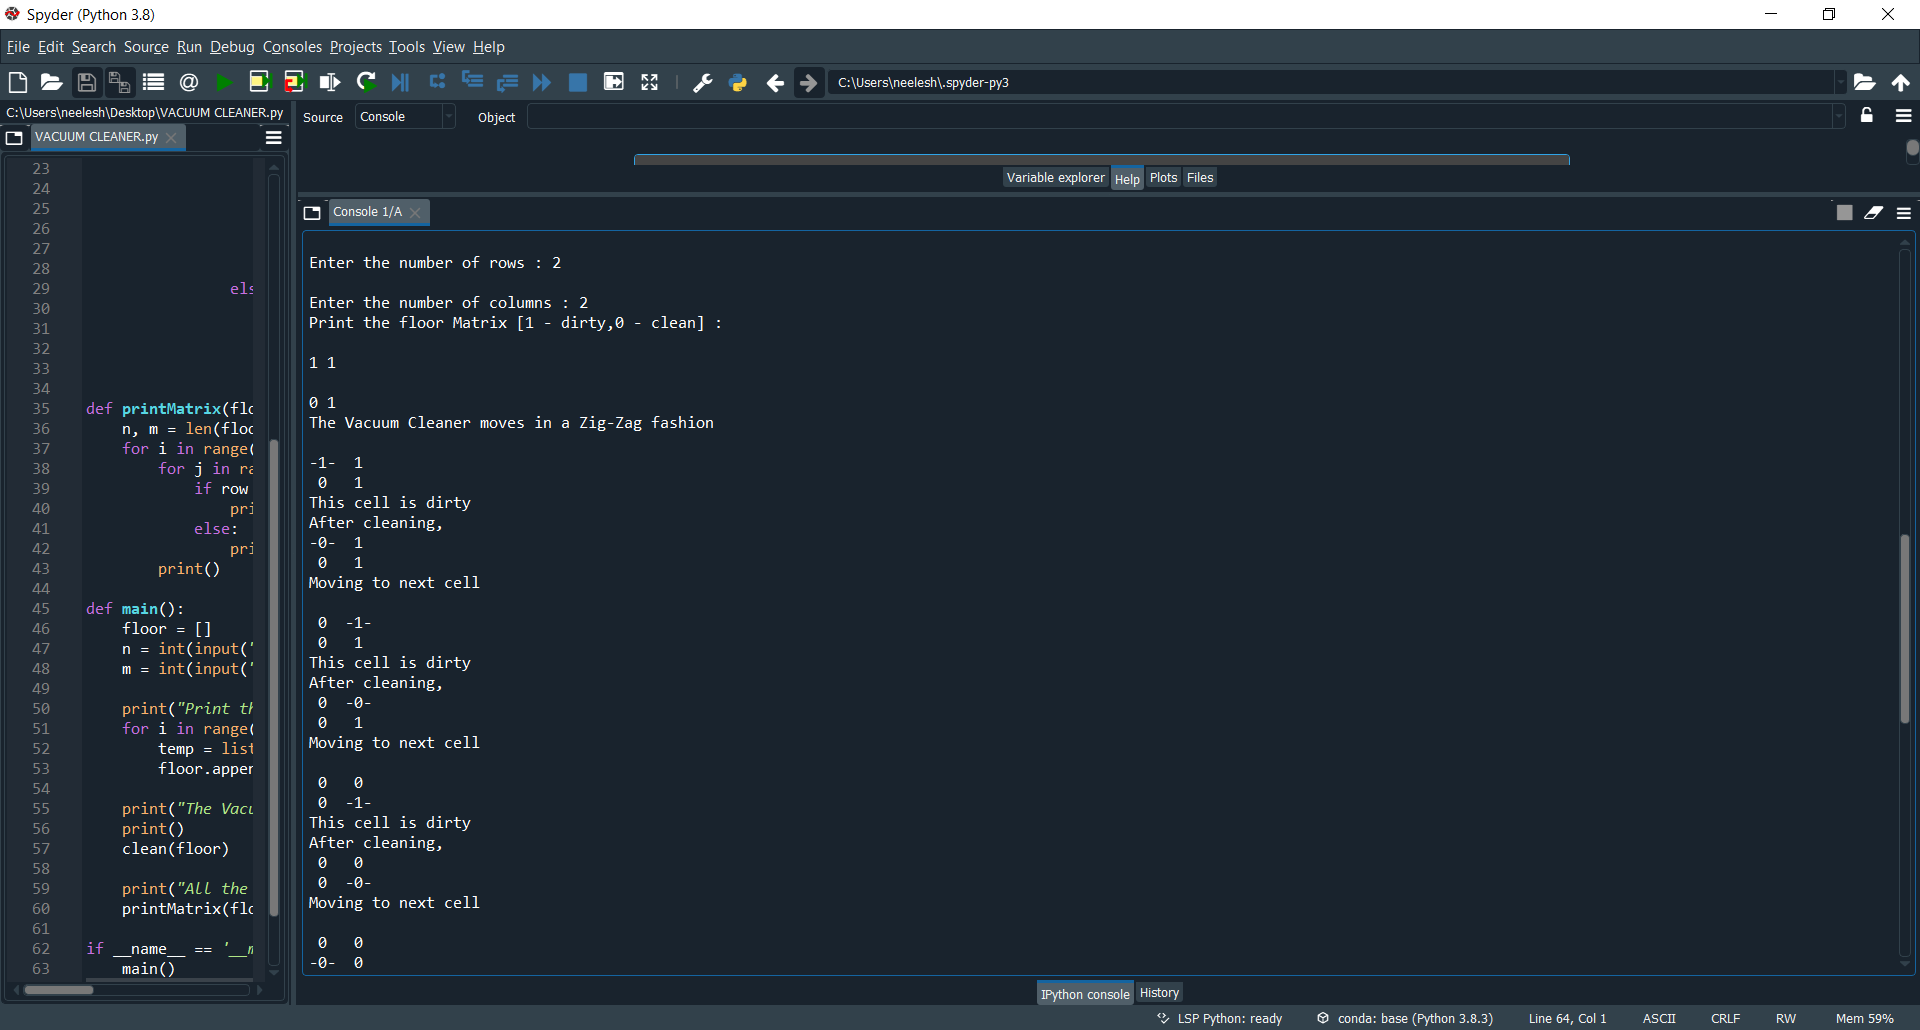 Spyder (Python 3.8)
File Edit Search Source Run Debug Consoles Projects Tools View Help
C:\Users\neelesh\.spyder-py3
C:\Users\neelesh\Desktop\VACUUM CLEANER.py
VACUUM CLEANER.py
23
24
25
26
27
28
29 els
30
31
32
33
34
35 def printMatrix(flo
36 n, m = len(floo
37 for i in range(
38 for j in ra
39 if row
40 pri
41 else:
42 pri
43 print()
44
45 def main():
46 floor = []
47 n = int(input('
48 m = int(input('
49
50 print("Print th
51 for i in range(
52 temp = list
53 floor.appen
54
55 print("The Vacu
56 print()
57 clean(floor)
58
59 print("All the
60 printMatrix(flo
61
62 if __name__ == '__m
63 main()
Source Console Object
Variable explorer Help Plots Files
Console 1/A
Enter the number of rows : 2
Enter the number of columns : 2
Print the floor Matrix [1 - dirty,0 - clean] :
1 1
0 1
The Vacuum Cleaner moves in a Zig-Zag fashion
-1- 1
0 1
This cell is dirty
After cleaning,
-0- 1
0 1
Moving to next cell
0 -1-
0 1
This cell is dirty
After cleaning,
0 -0-
0 1
Moving to next cell
0 0
0 -1-
This cell is dirty
After cleaning,
0 0
0 -0-
Moving to next cell
0 0
-0- 0
IPython console History
LSP Python: ready conda: base (Python 3.8.3) Line 64, Col 1 ASCII CRLF RW Mem 59%